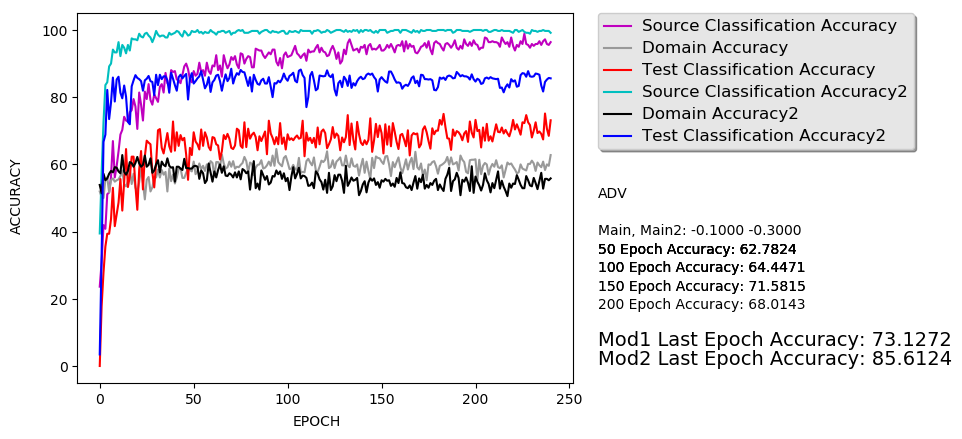 100
80
60
40
20
0
ACCURACY
0
50
100
150
200
250
EPOCH
Source Classification Accuracy
Domain Accuracy
Test Classification Accuracy
Source Classification Accuracy2
Domain Accuracy2
Test Classification Accuracy2
ADV
Main, Main2: -0.1000 -0.3000
50 Epoch Accuracy: 62.7824
100 Epoch Accuracy: 64.4471
150 Epoch Accuracy: 71.5815
200 Epoch Accuracy: 68.0143
Mod1 Last Epoch Accuracy: 73.1272
Mod2 Last Epoch Accuracy: 85.6124